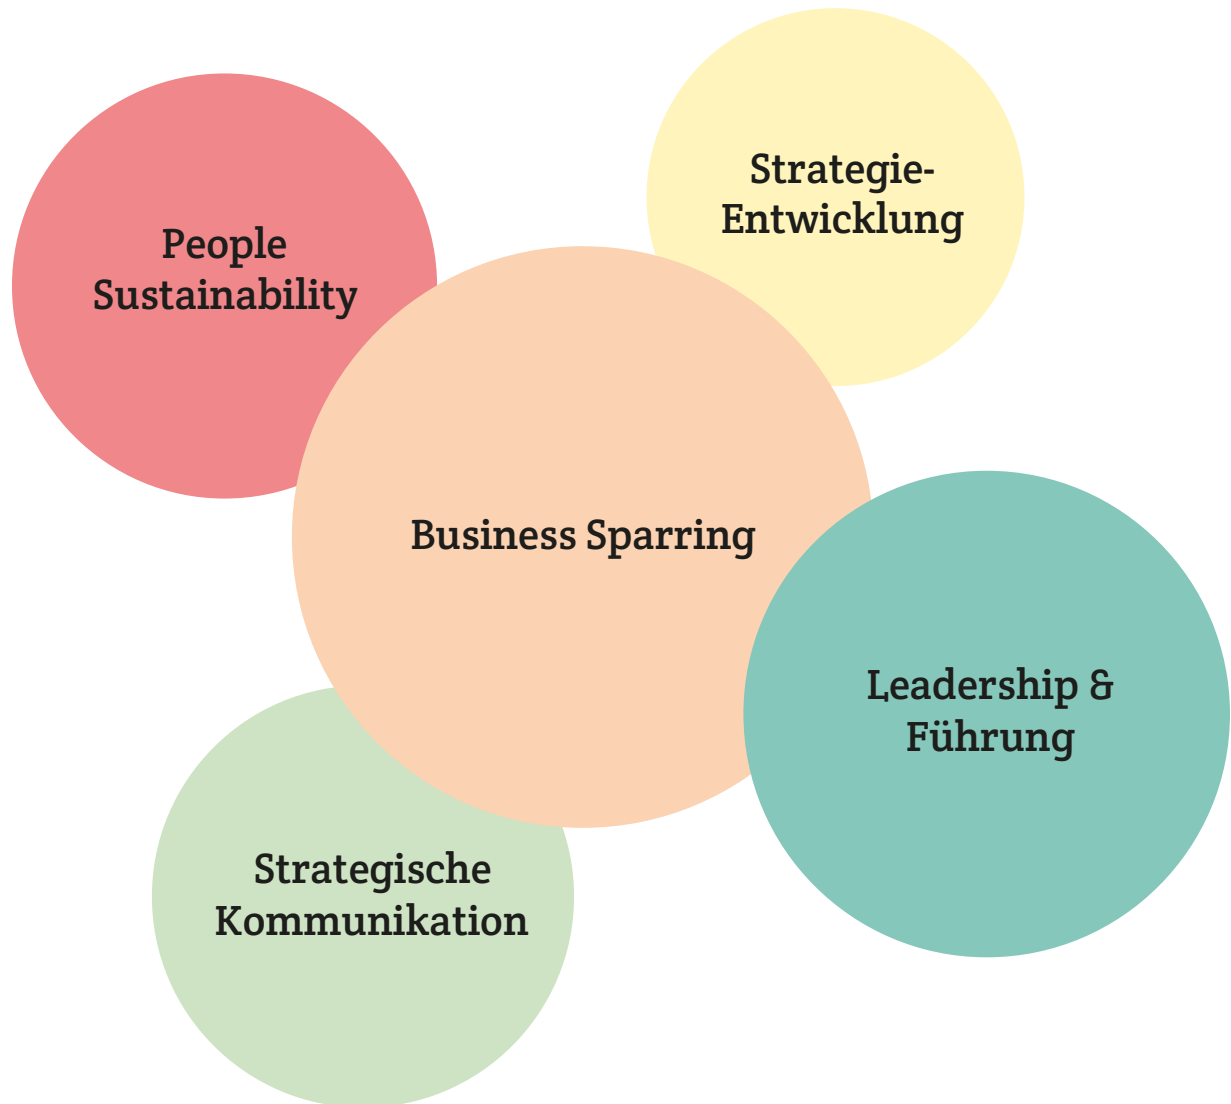 Strategie-
Entwicklung
People
Sustainability
Business Sparring
Leadership &
Führung
Strategische
Kommunikation